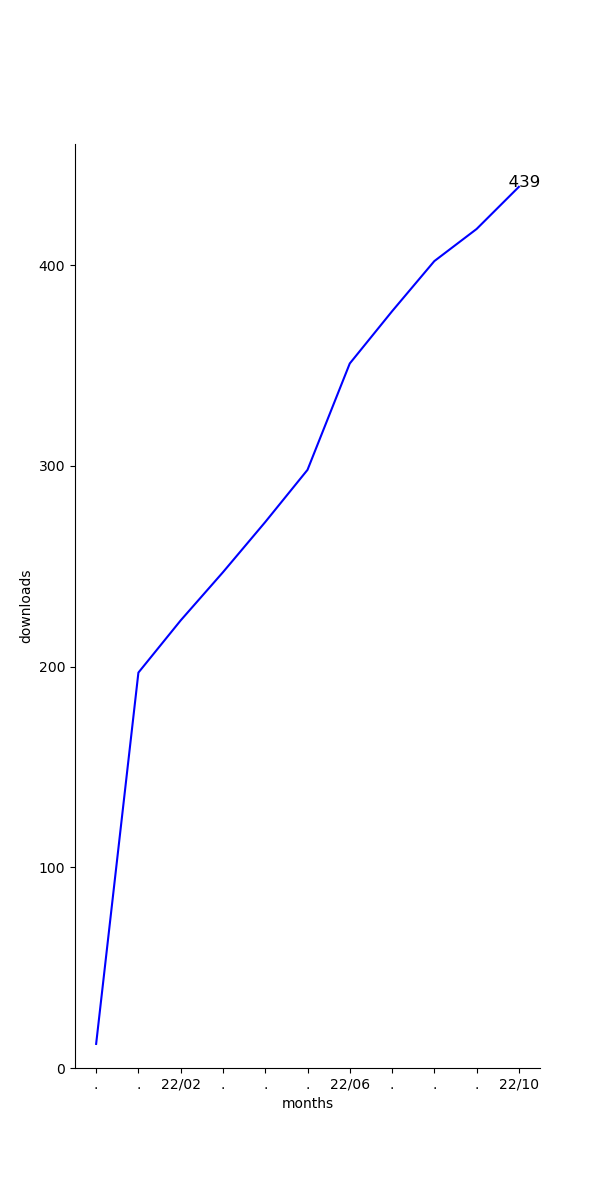 439
400
300
200
100
0
downloads
. . 22/02 . . . 22/06 . . . 22/10
months